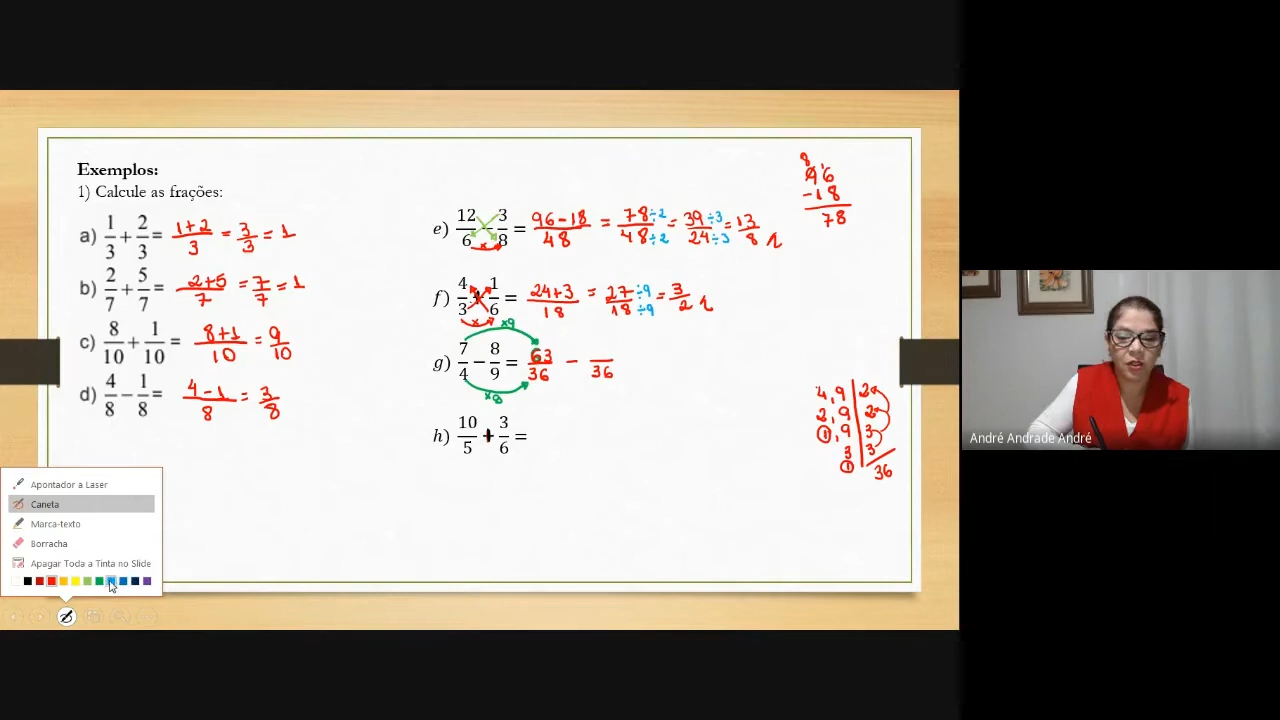 Exemplos:
1) Calcule as frações:
a) 1/3 + 2/3 = 1+2/3 = 3/3 = 1
b) 2/7 + 5/7 = 2+5/7 = 7/7 = 1
c) 8/10 + 1/10 = 8+1/10 = 9/10
d) 4/8 − 1/8 = 4−1/8 = 3/8
e) 12/6 − 3/8 = 96−18/48 = 78÷2/48÷2 = 39÷3/24÷3 = 13/8
x
f) 4/3 + 1/6 = 24+3/18 = 27÷9/18÷9 = 3/2
x
x9
g) 7/4 − 8/9 = 63/36 − /36
x8
h) 10/5 + 3/6 =
8 1
96
−18
78
4, 9 | 2
2, 9 | 2
1, 9 | 3
3 | 3
1 36
Apontador a Laser
Caneta
Marca-texto
Borracha
Apagar Toda a Tinta no Slide
André Andrade André